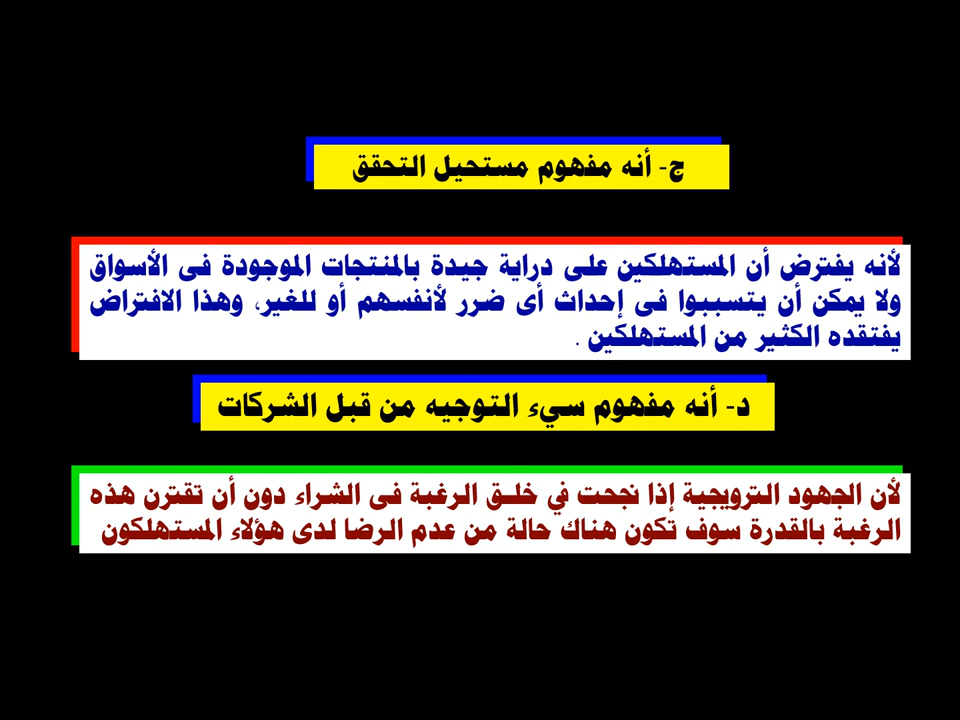 ج- أنه مفهوم مستحيل التحقق
لأنه يفترض أن المستهلكين على دراية جيدة بالمنتجات الموجودة فى الأسواق
ولا يمكن أن يتسببوا فى إحداث أى ضرر لأنفسهم أو للغير، وهذا الافتراض
يفتقده الكثير من المستهلكين .
د- أنه مفهوم سيء التوجيه من قبل الشركات
لأن الجهود الترويجية إذا نجحت في خلق الرغبة فى الشراء دون أن تقترن هذه
الرغبة بالقدرة سوف تكون هناك حالة من عدم الرضا لدى هؤلاء المستهلكون